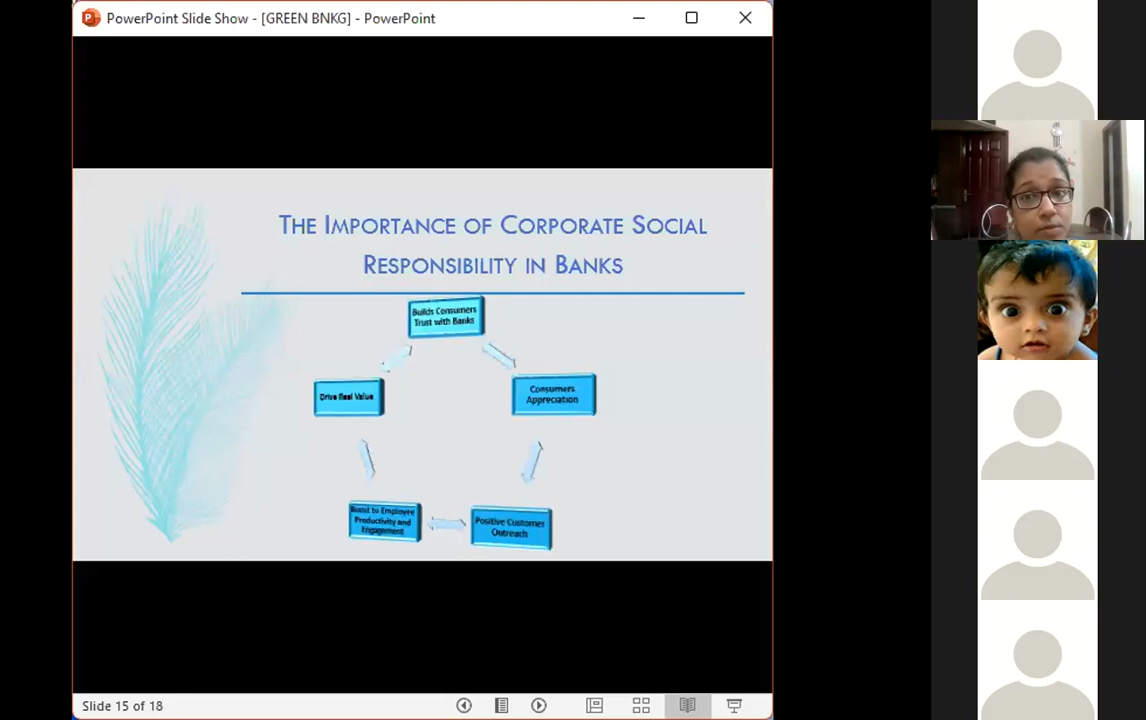 PowerPoint Slide Show - [GREEN BNKG] - PowerPoint
THE IMPORTANCE OF CORPORATE SOCIAL
RESPONSIBILITY IN BANKS
Builds Consumers
Trust with Banks
Drive Real Value
Consumers
Appreciation
Boost to Employee
Productivity and
Engagement
Positive Customer
Outreach
Slide 15 of 18